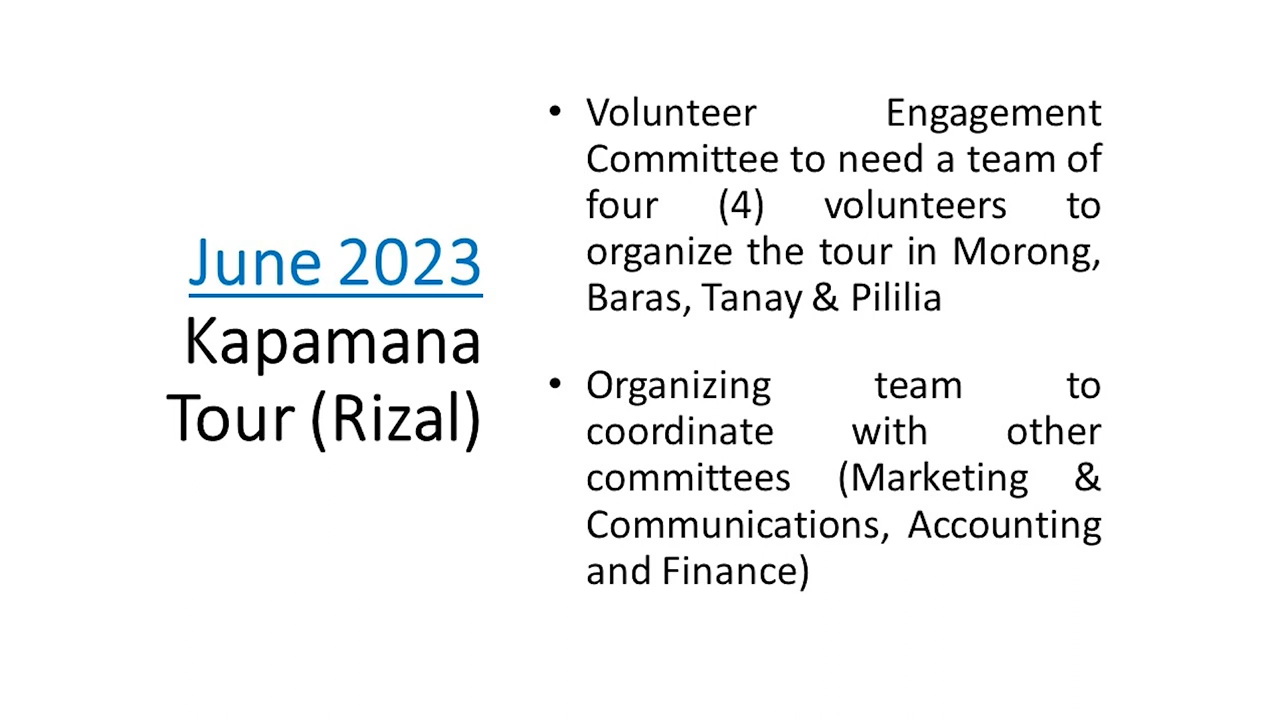 June 2023
Kapamana
Tour (Rizal)
• Volunteer Engagement
Committee to need a team of
four (4) volunteers to
organize the tour in Morong,
Baras, Tanay & Pililia
• Organizing team to
coordinate with other
committees (Marketing &
Communications, Accounting
and Finance)